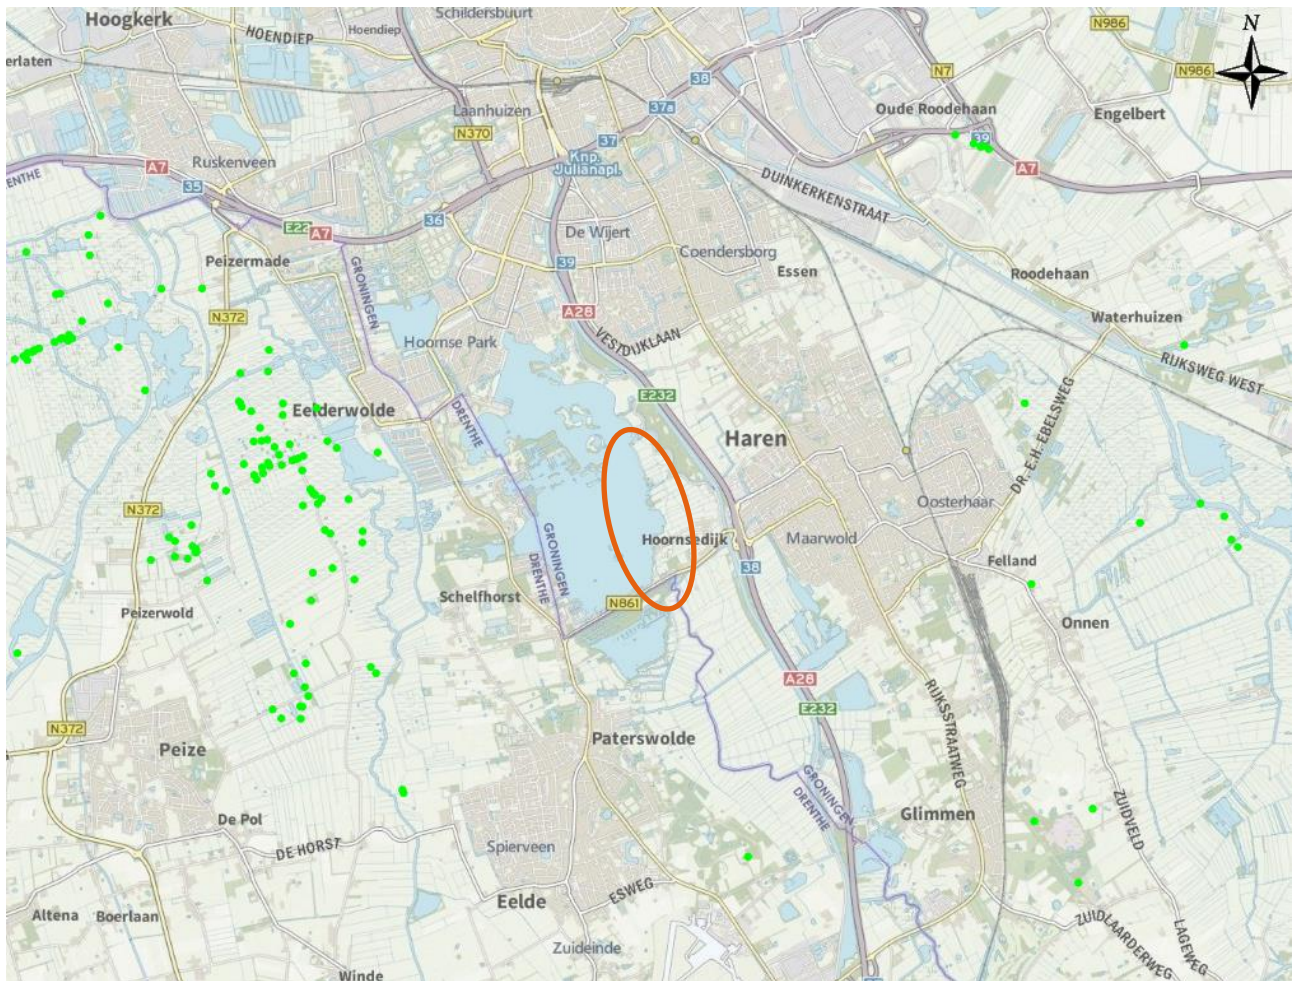 Hoogkerk
Schildersbuurt
N986
N
HOENDIEP
Hoendiep
erlaten
38
N7
N986
37a
Oude Roodehaan
Laanhuizen
Engelbert
N370
37
39
Ruskenveen
Knp.
Julianapl.
A7
A7
DRENTHE
35
DUINKERKENSTRAAT
36
E22
A7
De Wijert
Coendersborg
Peizermade
39
Essen
Roodehaan
GRONINGEN
N372
A28
Waterhuizen
VESTDIJKLAAN
Hoornse Park
RIJKSWEG WEST
E232
Eelderwolde
DRENTHE
Haren
DR. E.H. EBELSWEG
Oosterhaar
N372
GRONINGEN
Hoornsedijk
Maarwold
Felland
38
DRENTHE
Schelfhorst
N861
Peizerwold
Onnen
A28
RIJKSSTRAATWEG
E232
N372
Peize
Paterswolde
GRONINGEN
DRENTHE
ZUIDVELD
De Pol
Glimmen
DE HORST
Spierveen
ESWEG
Eelde
Altena
Boerlaan
ZUIDLAARDERWEG
LAGEWEG
Zuideinde
Winde